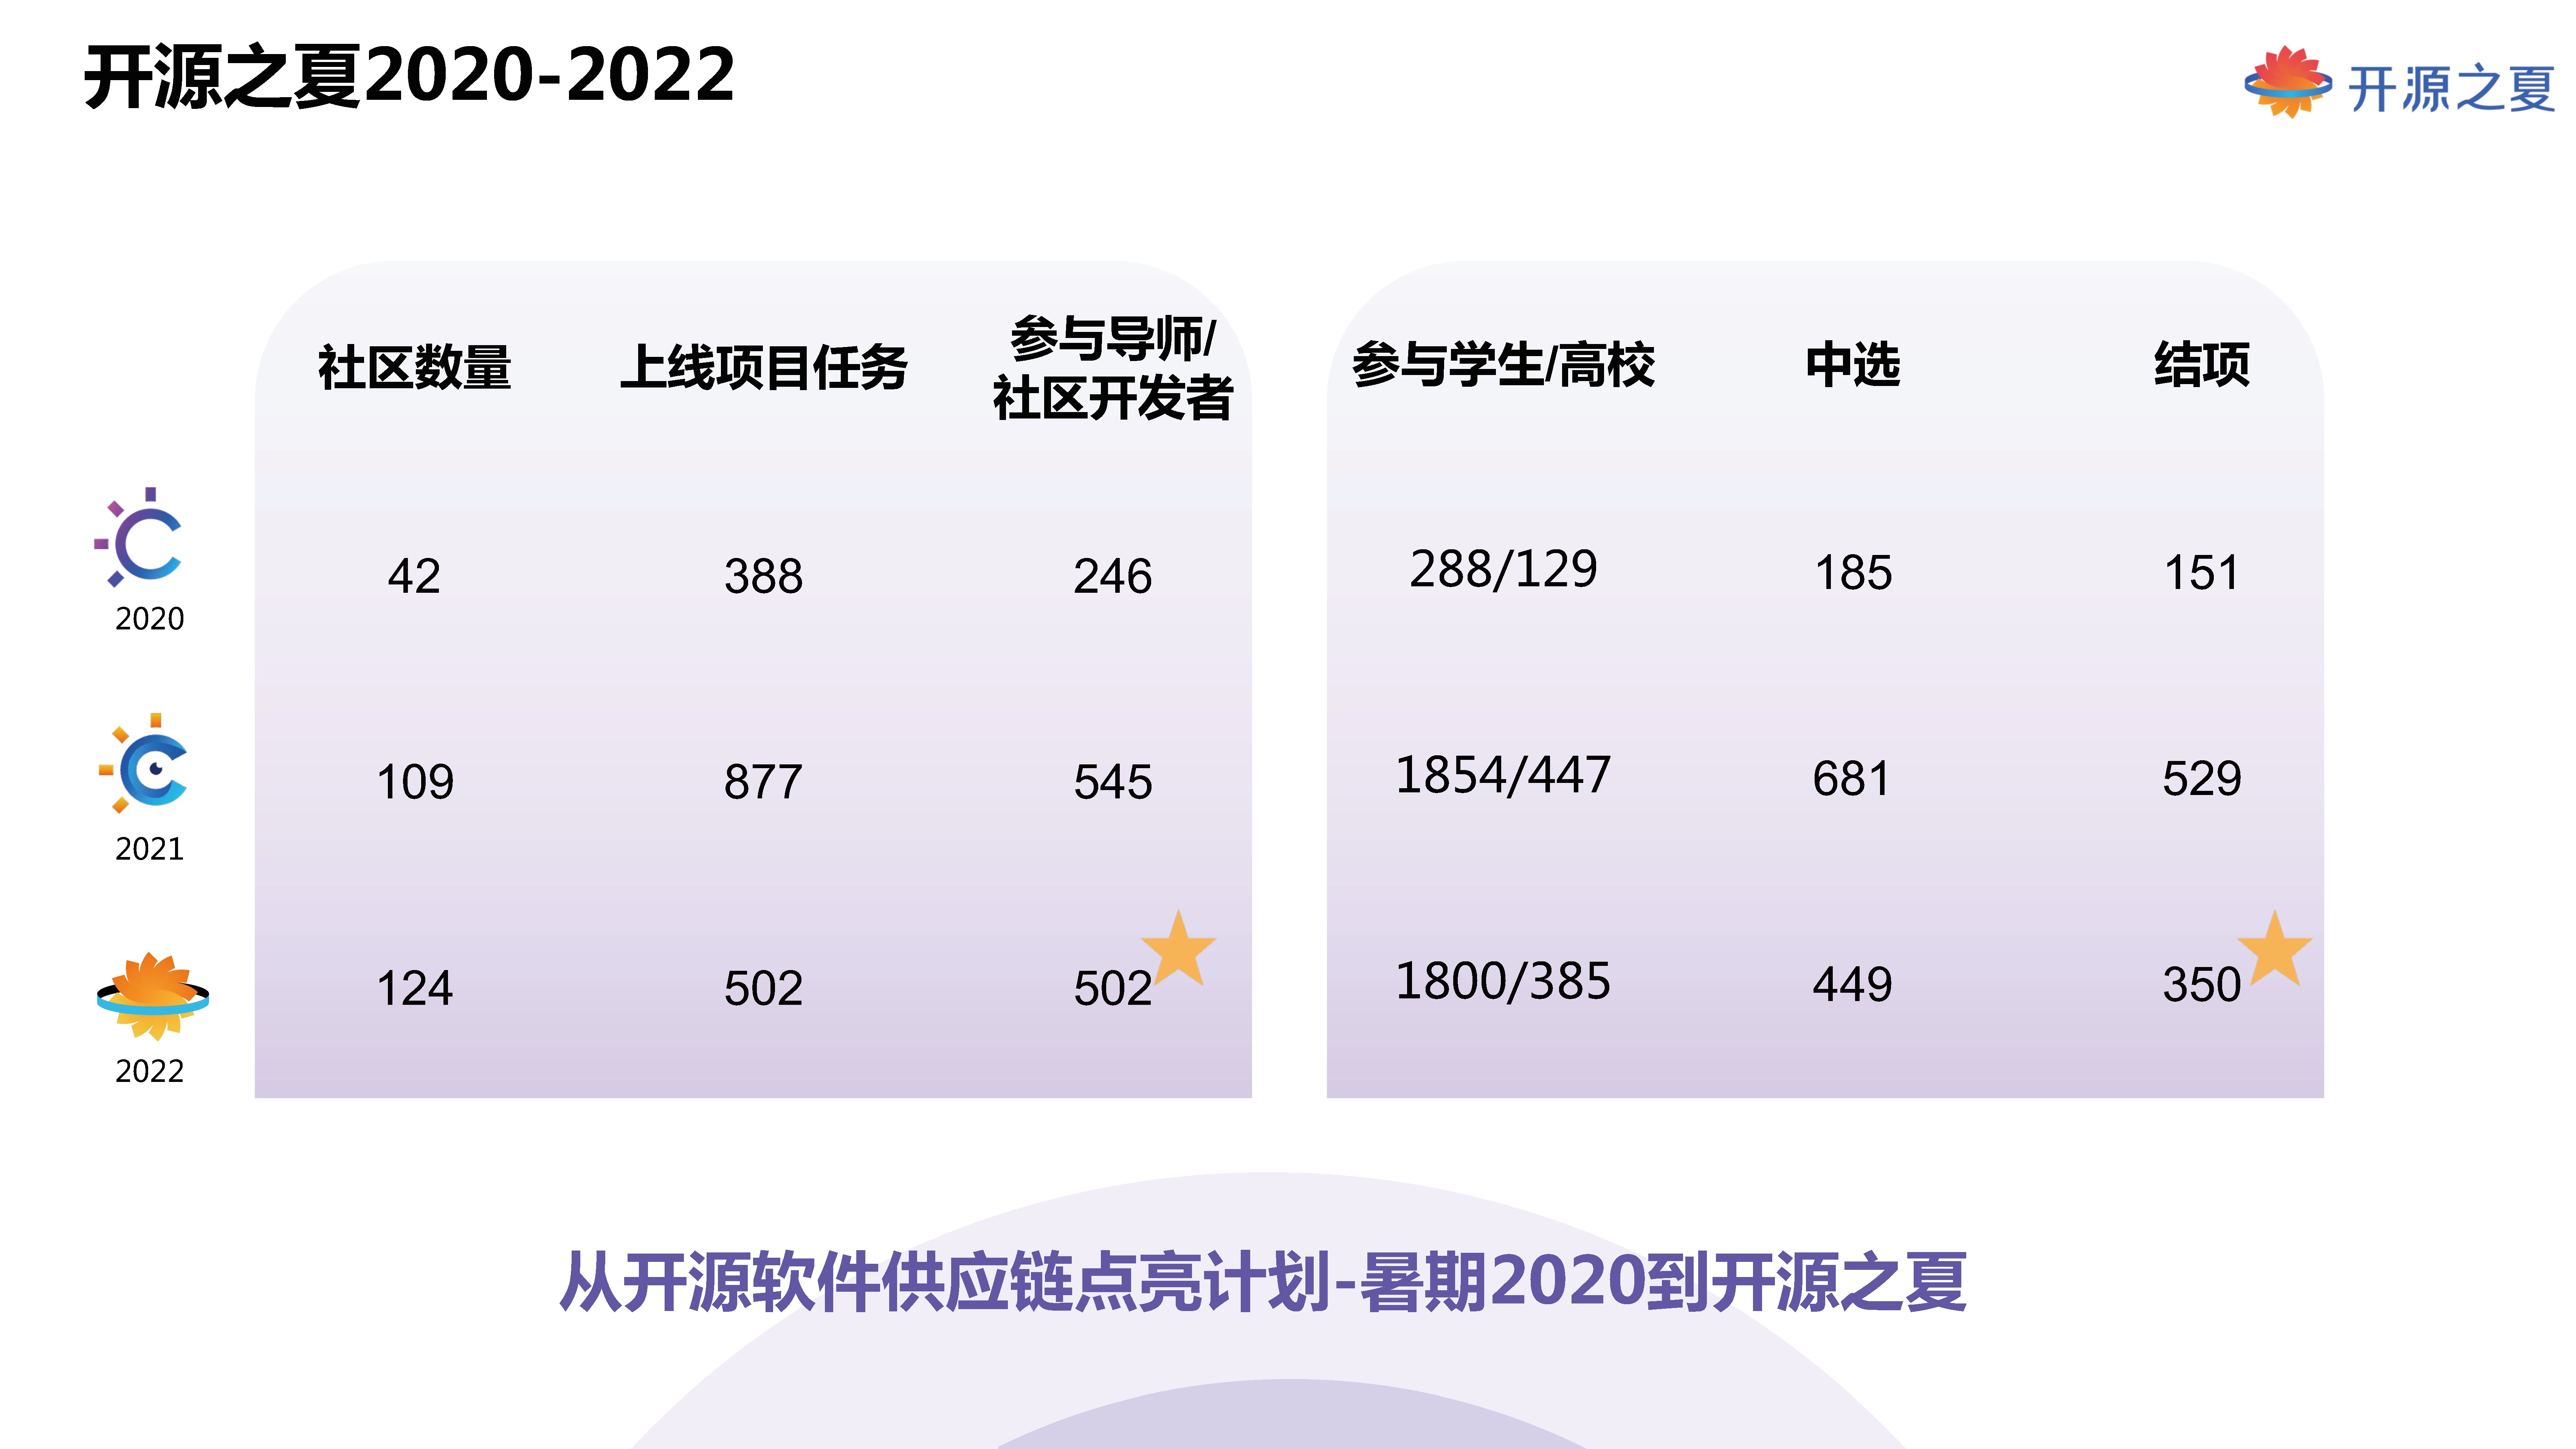 开源之夏2020-2022
开源之夏
社区数量 上线项目任务 参与导师/
社区开发者
参与学生/高校 中选 结项
2020
42 388 246 288/129 185 151
2021
109 877 545 1854/447 681 529
2022
124 502 502 1800/385 449 350
从开源软件供应链点亮计划-暑期2020到开源之夏